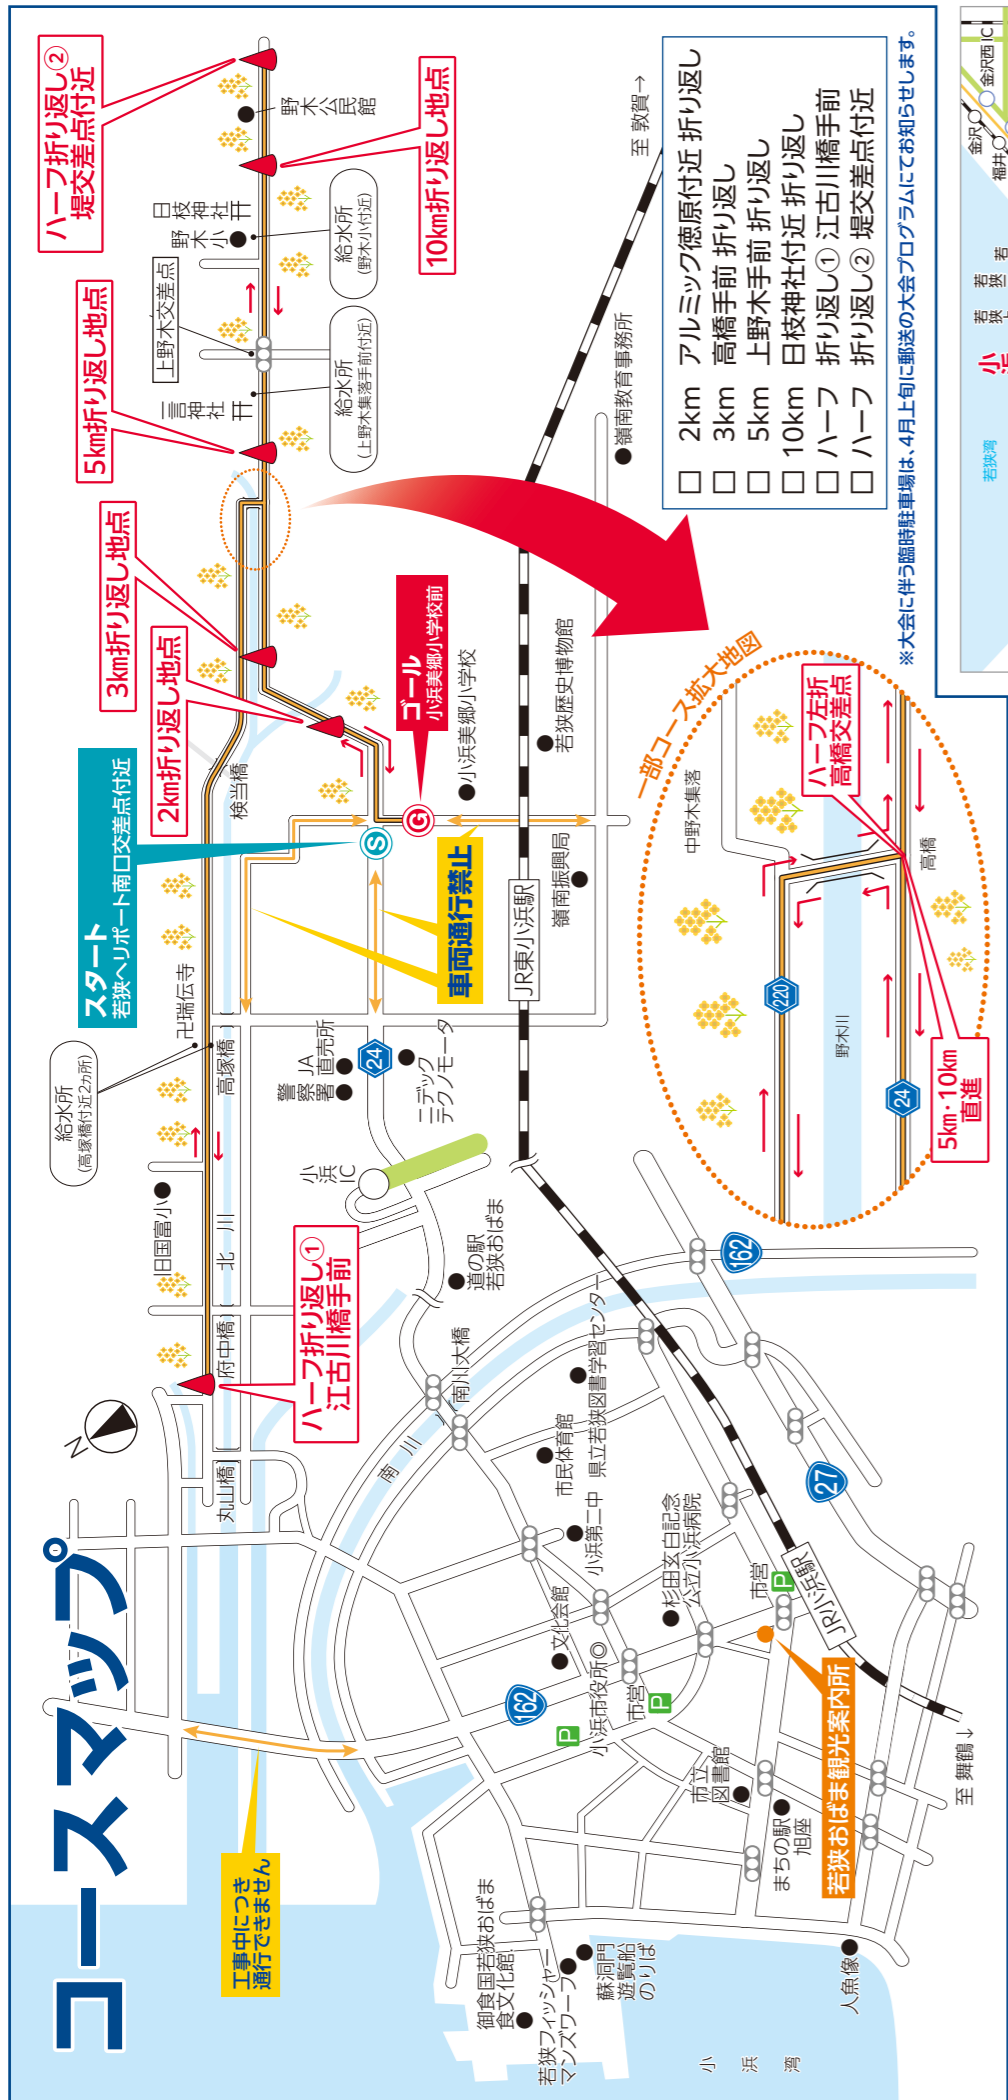 コースマップ
N
工事中につき
通行できません
スタート
若狭ヘリポート南口交差点付近
ゴール
小浜美郷小学校前
車両通行禁止
ハーフ折り返し①
江古川橋手前
2km折り返し地点
3km折り返し地点
5km折り返し地点
10km折り返し地点
ハーフ折り返し②
堤交差点付近
給水所
(高塚橋付近2カ所)
給水所
(上野木集落手前付近)
給水所
(野木小付近)
上野木交差点
一言神社
日枝神社
野木小
野木公民館
検当橋
卍瑞伝寺
高塚橋
旧国富小
北川
府中橋
丸山橋
S
G
小浜美郷小学校
JA
直売所
警察署
24
ニデック
テクノモータ
小浜
IC
道の駅
若狭おばま
JR東小浜駅
嶺南振興局
若狭歴史博物館
嶺南教育事務所
至 敦賀→
南川
南川大橋
市民体育館
県立若狭図書学習センター
小浜第二中
文化会館
杉田玄白記念
公立小浜病院
小浜市役所◎
市営
P
P
市営
P
162
162
27
JR小浜駅
市立
図書館
まちの駅
旭座
若狭おばま観光案内所
至 舞鶴↓
御食国若狭おばま
食文化館
若狭フィッシャー
マンズワーフ
蘇洞門
遊覧船
のりば
人魚像
小浜湾
一部コース拡大地図
中野木集落
220
野木川
24
高橋
ハーフ左折
高橋交差点
5km・10km
直進
□ 2km アルミック徳原付近 折り返し
□ 3km 高橋手前 折り返し
□ 5km 上野木手前 折り返し
□ 10km 日枝神社付近 折り返し
□ ハーフ 折り返し① 江古川橋手前
□ ハーフ 折り返し② 堤交差点付近
※大会に伴う臨時駐車場は、4月上旬に郵送の大会プログラムにてお知らせします。
金沢
金沢西IC
福井
若狭湾
小浜
若狭
若狭
若